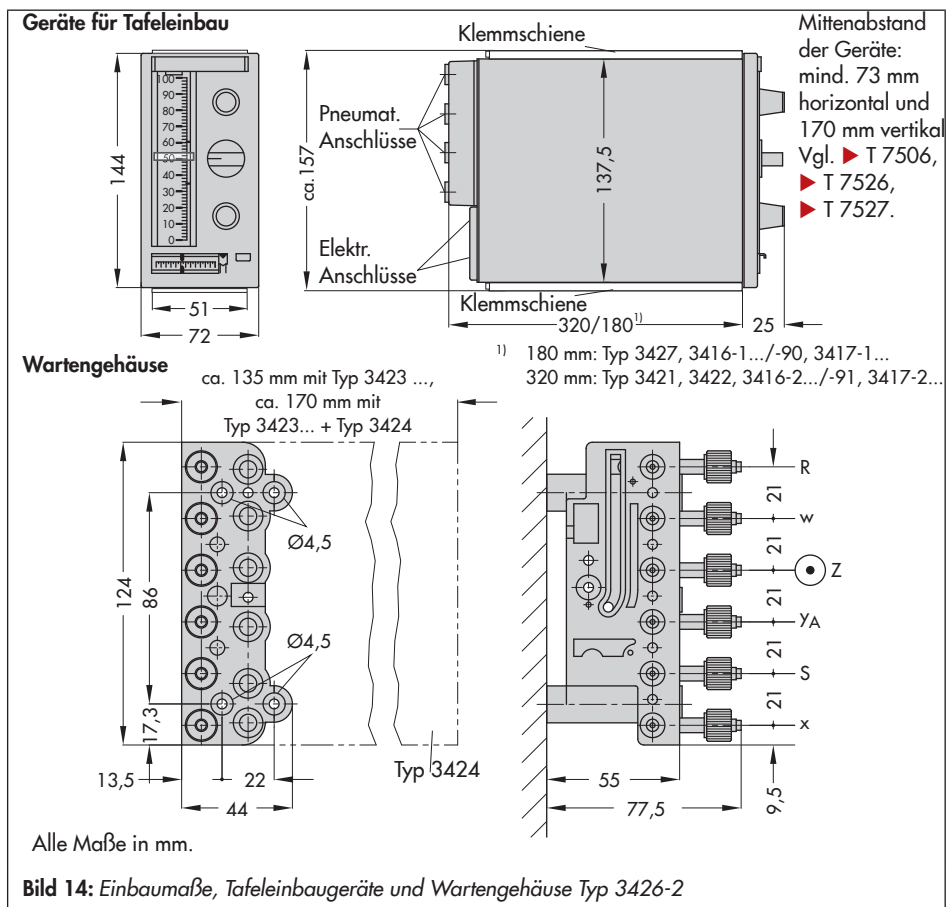 Geräte für Tafeleinbau
Klemmschiene
Mittenabstand
der Geräte:
mind. 73 mm
horizontal und
170 mm vertikal
Vgl. ▶ T 7506,
▶ T 7526,
▶ T 7527.
100
90
80
70
60
50
40
30
20
10
0
144
51
72
Pneumat.
Anschlüsse
ca.157
137,5
Elektr.
Anschlüsse
Klemmschiene
320/180¹⁾
25
¹⁾ 180 mm: Typ 3427, 3416-1.../-90, 3417-1...
320 mm: Typ 3421, 3422, 3416-2.../-91, 3417-2...
Wartengehäuse
ca. 135 mm mit Typ 3423 ...,
ca. 170 mm mit
Typ 3423... + Typ 3424
Ø4,5
Ø4,5
124
86
17,3
13,5
22
44
Typ 3424
R
21
w
21
Z
21
yA
21
S
21
x
55
77,5
9,5
Alle Maße in mm.
Bild 14: Einbaumaße, Tafeleinbaugeräte und Wartengehäuse Typ 3426-2